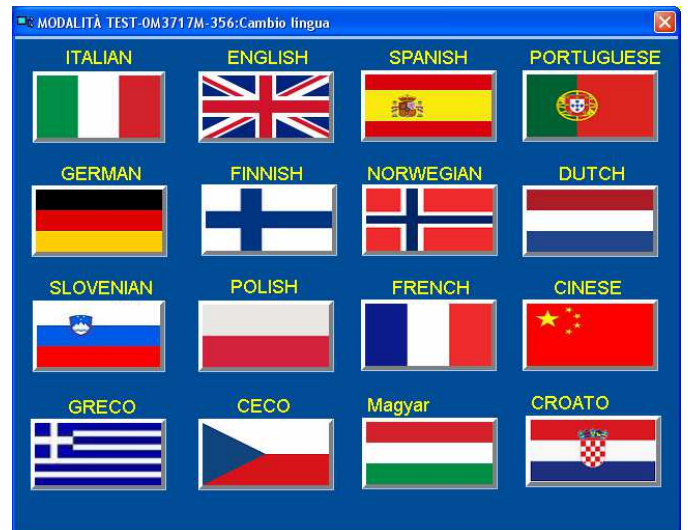 MODALITÀ TEST-0M3717M-356:Cambio lingua
ITALIAN ENGLISH SPANISH PORTUGUESE
GERMAN FINNISH NORWEGIAN DUTCH
SLOVENIAN POLISH FRENCH CINESE
GRECO CECO Magyar CROATO